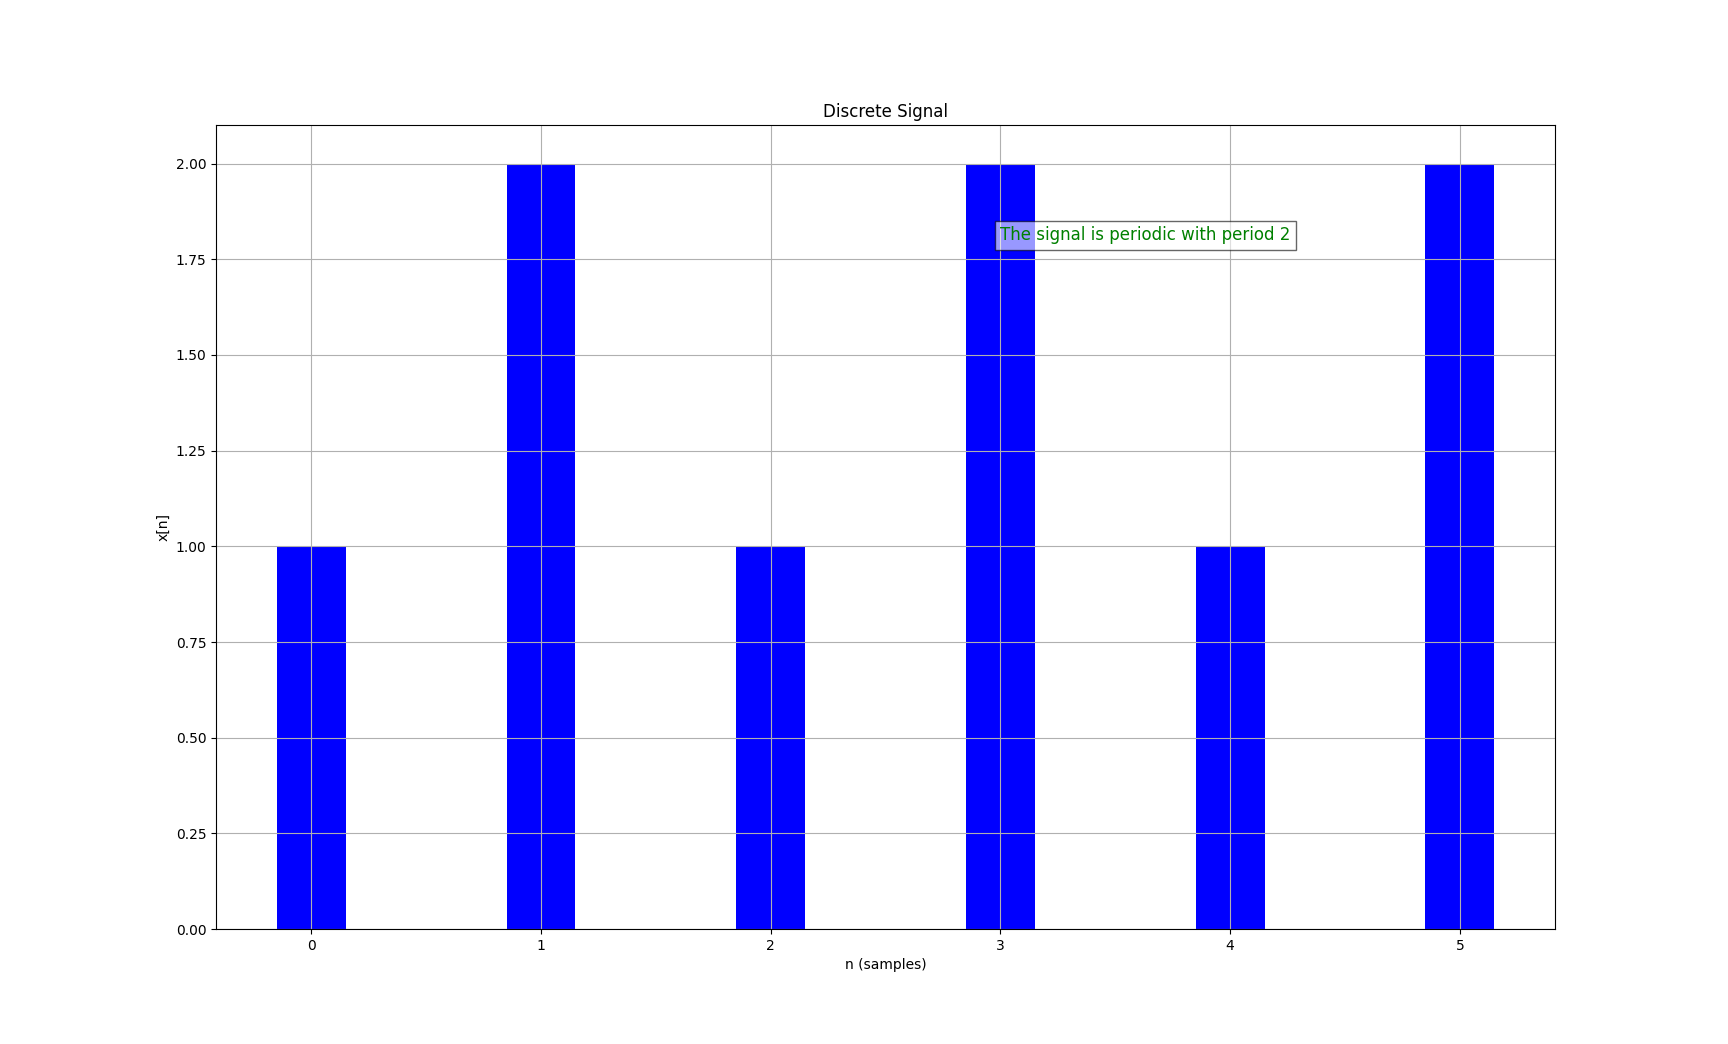 Discrete Signal
2.00
1.75
1.50
1.25
1.00
0.75
0.50
0.25
0.00
x[n]
The signal is periodic with period 2
0 1 2 3 4 5
n (samples)